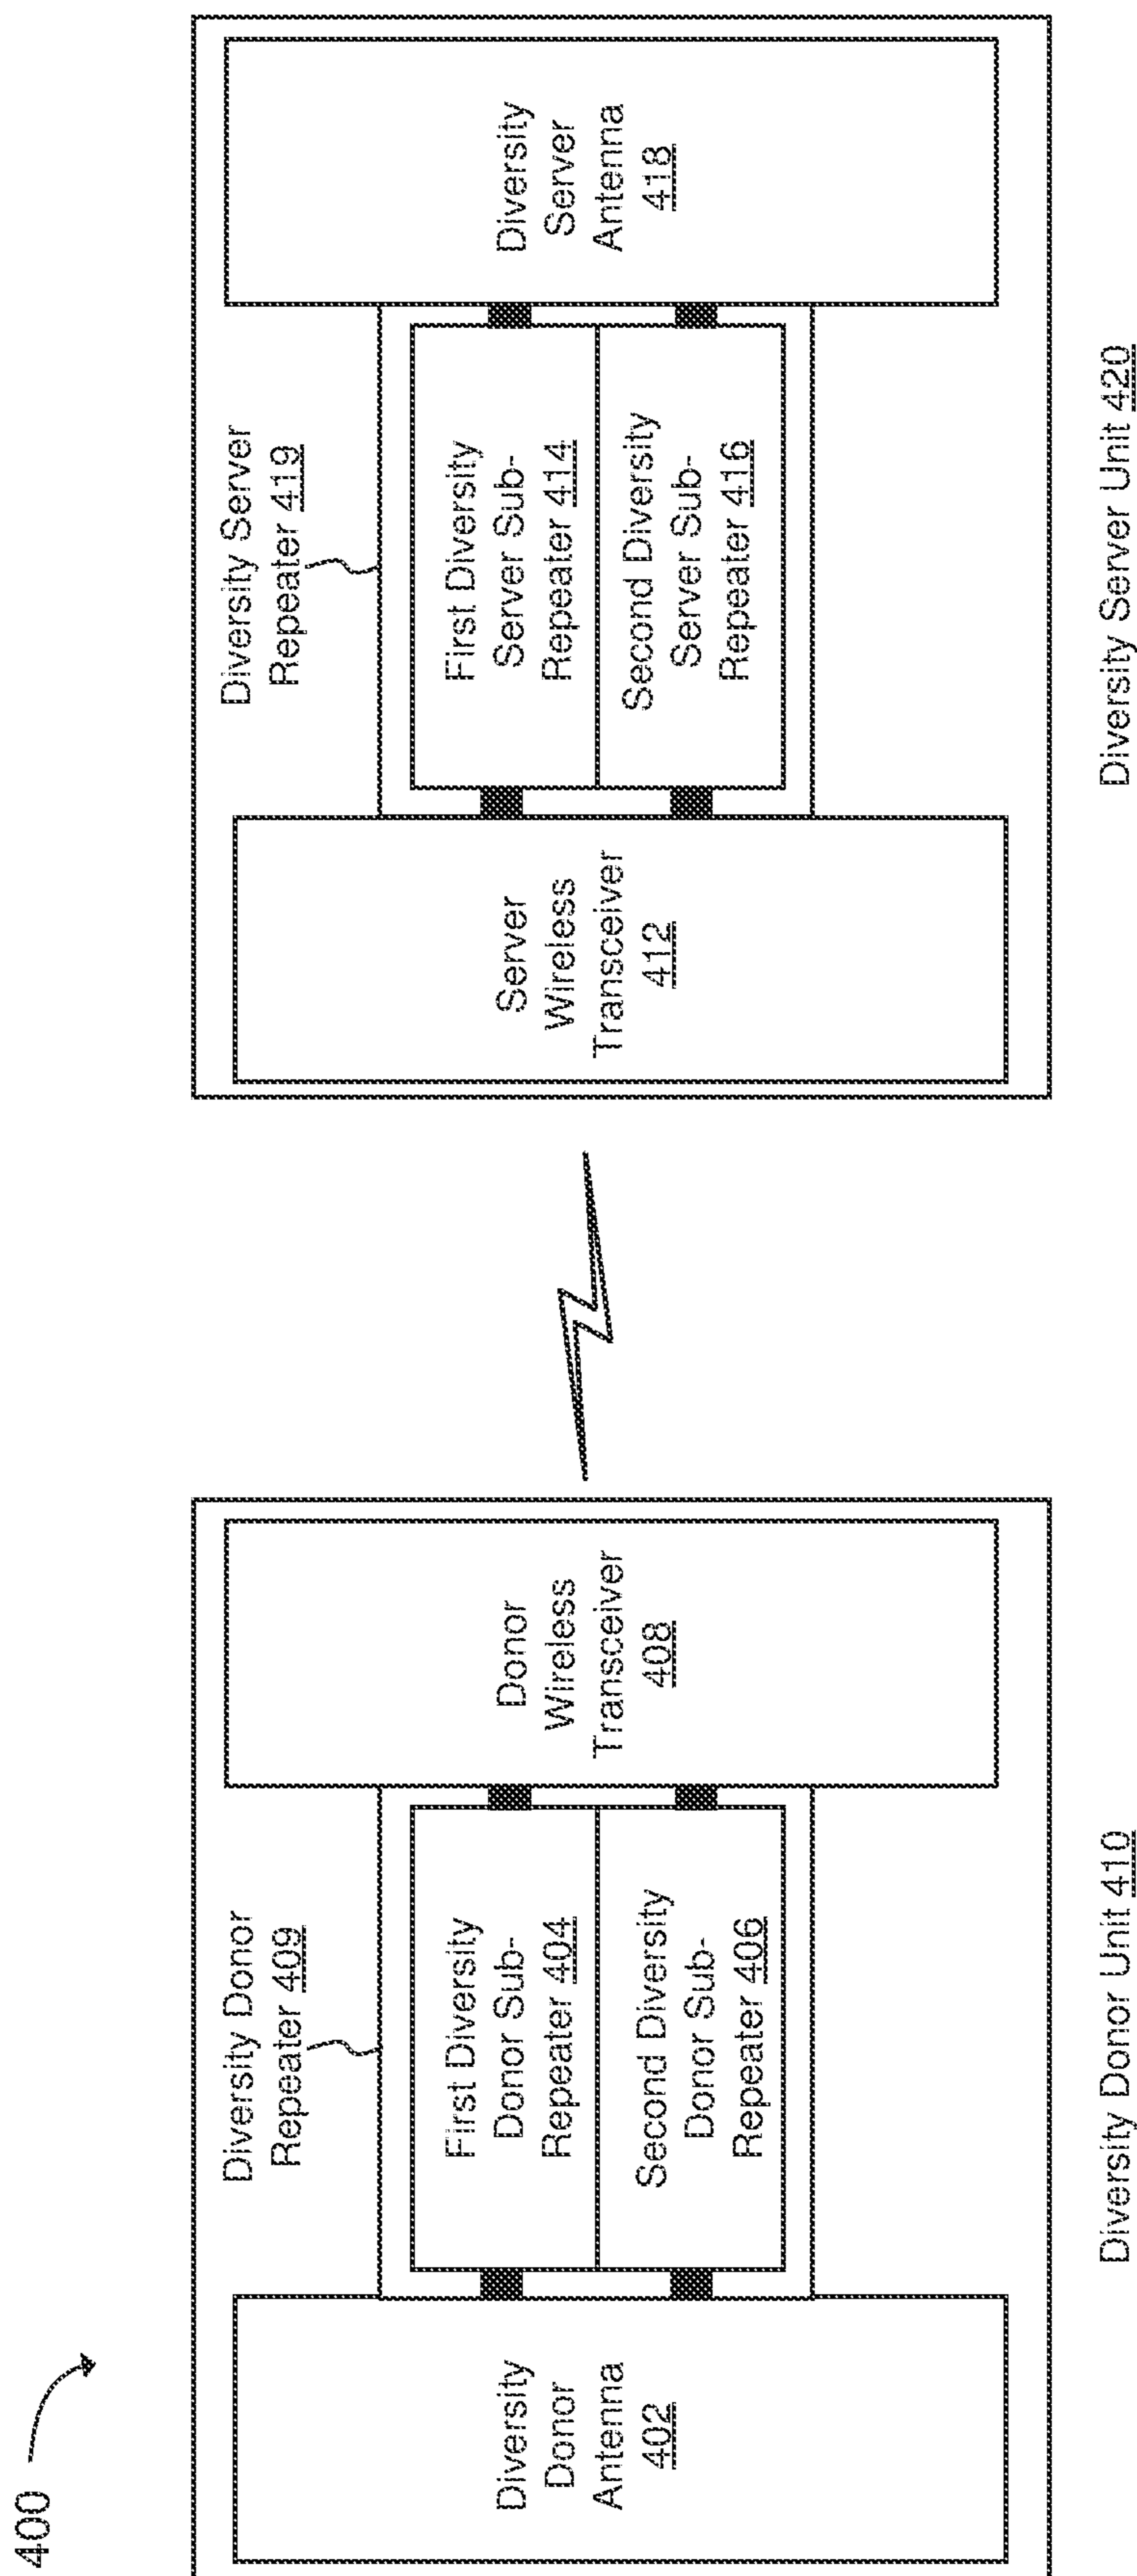 400
Diversity Donor
Repeater 409
Diversity
Donor
Antenna
402
First Diversity
Donor Sub-
Repeater 404
Second Diversity
Donor Sub-
Repeater 406
Donor
Wireless
Transceiver
408
Diversity Donor Unit 410
Diversity Server
Repeater 419
Server
Wireless
Transceiver
412
First Diversity
Server Sub-
Repeater 414
Second Diversity
Server Sub-
Repeater 416
Diversity
Server
Antenna
418
Diversity Server Unit 420